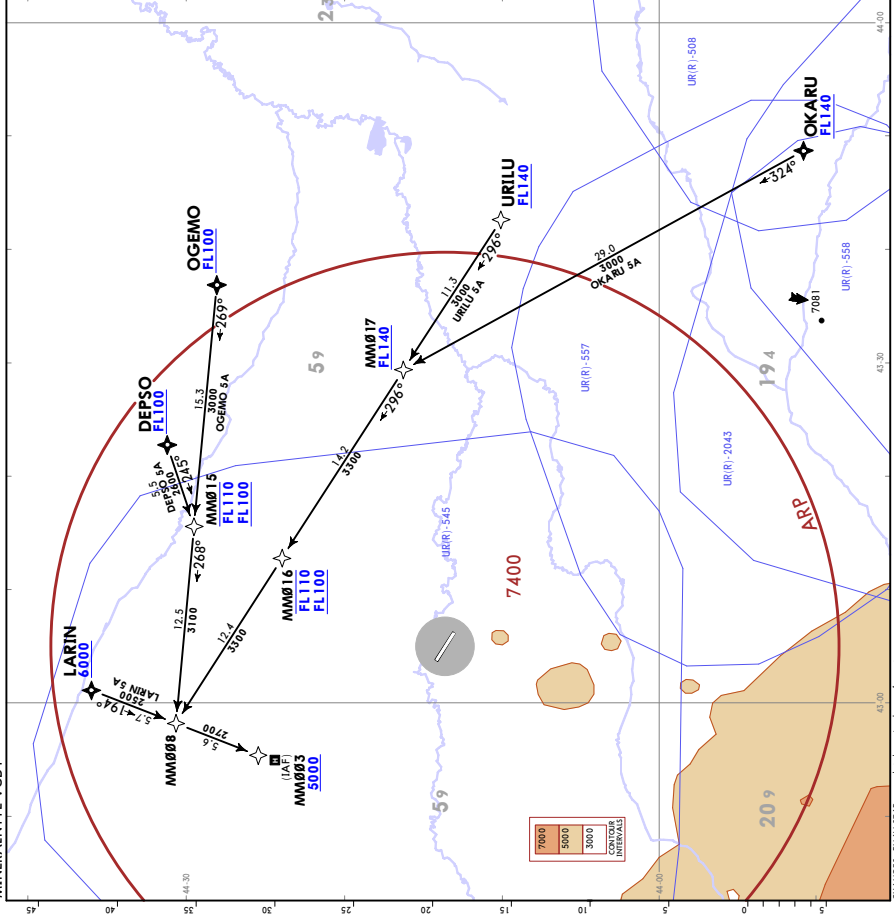 44-00
UR(R)-508
OKARU
FL140
324°
URILU
FL140
296°
OGEMO
FL100
269°
29.0
3000
OKARU 5A
11.3
3000
URILU 5A
UR(R)-558
7081
MMØ17
FL140
296°
59
15.3
3000
OGEMO 5A
UR(R)-557
194
43-30
DEPSO
FL100
5.5
DEPSO 5A
2600
245°
MMØ15
FL110
FL100
14.2
3300
UR(R)-2043
UR(R)-545
ARP
268°
12.5
3100
MMØ16
FL110
FL100
7400
12.4
3300
LARIN
6000
LARIN 5A
2500
5.7
194°
43-00
MMØØ8
2700
5.6
H
(IAF)
MMØØ3
5000
59
209
7000
5000
3000
CONTOUR
INTERVALS
44-30
44-00
45
40
35
30
25
20
15
10
5
0
5